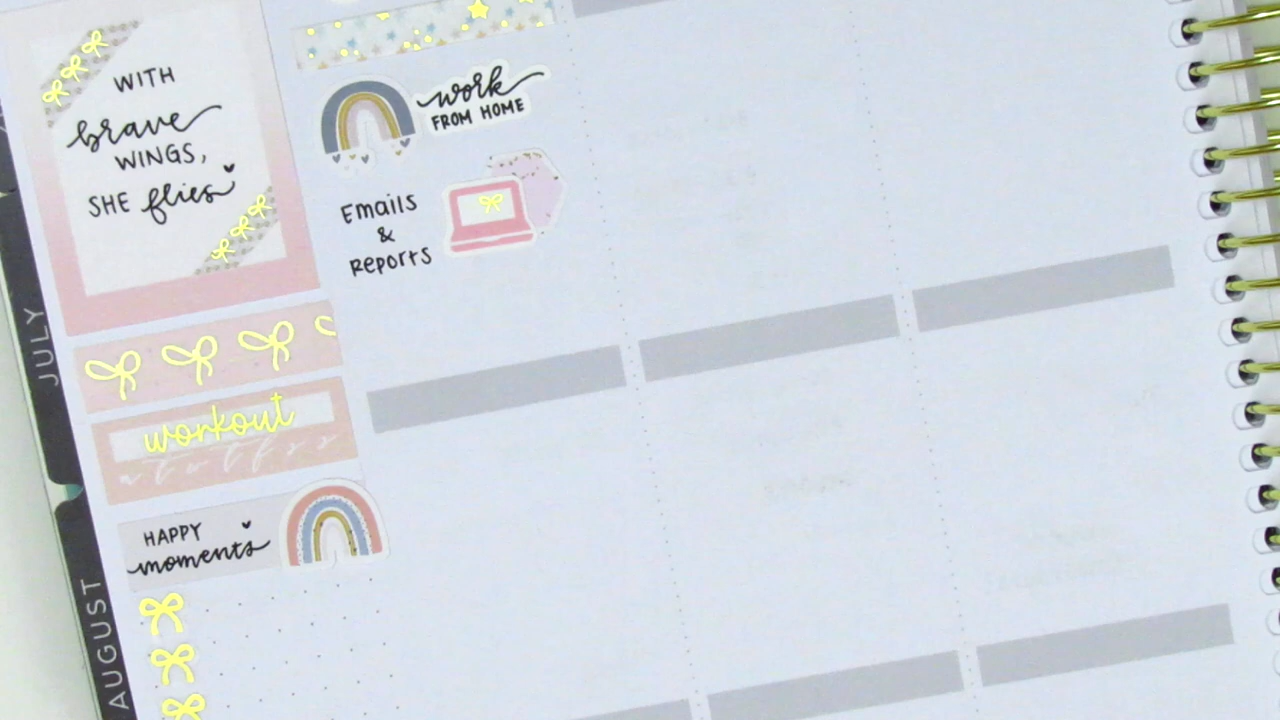 WITH
brave
WINGS,
SHE flies
work
FROM HOME
Emails
&
Reports
workout
m t w t f s s
HAPPY
moments
JULY
AUGUST